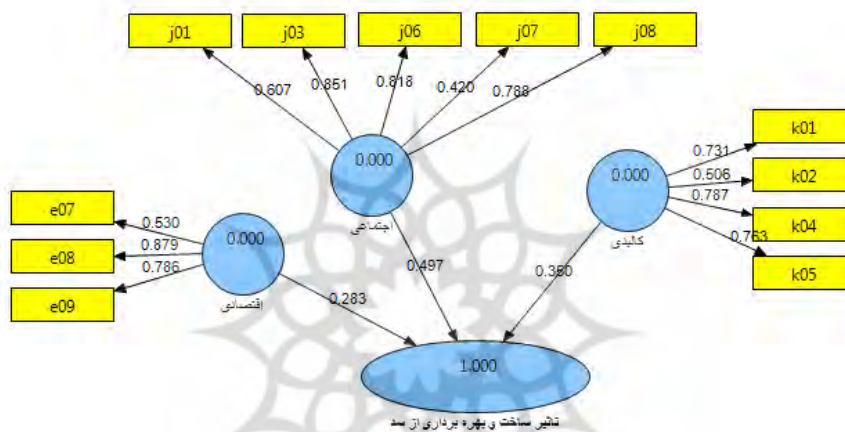 j01
j03
j06
j07
j08
0.607
0.851
0.818
0.420
0.788
k01
k02
k04
k05
0.731
0.506
0.787
0.763
0.000
اجتماعی
0.000
کالبدی
e07
e08
e09
0.530
0.879
0.786
0.000
اقتصادی
0.497
0.350
0.283
1.000
تاثیر ساخت و بهره برداری از سد